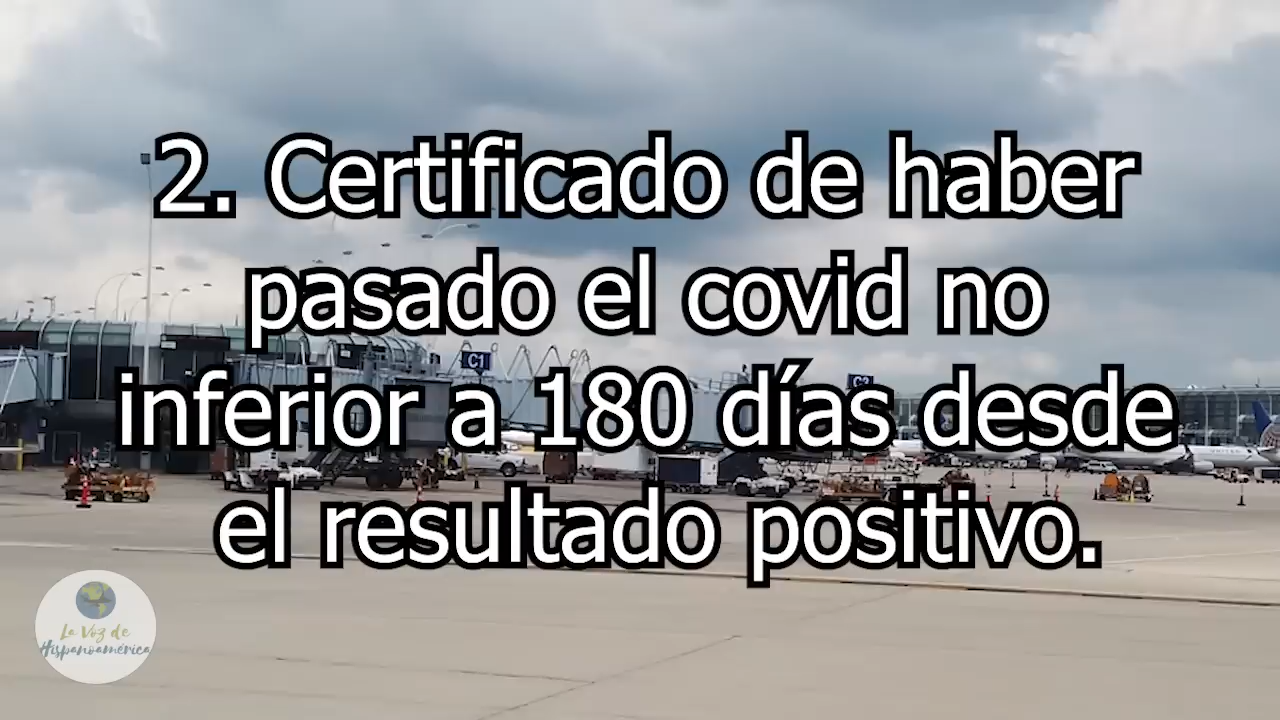 2. Certificado de haber
pasado el covid no
inferior a 180 días desde
el resultado positivo.
C1
La Voz de
Hispanoamérica